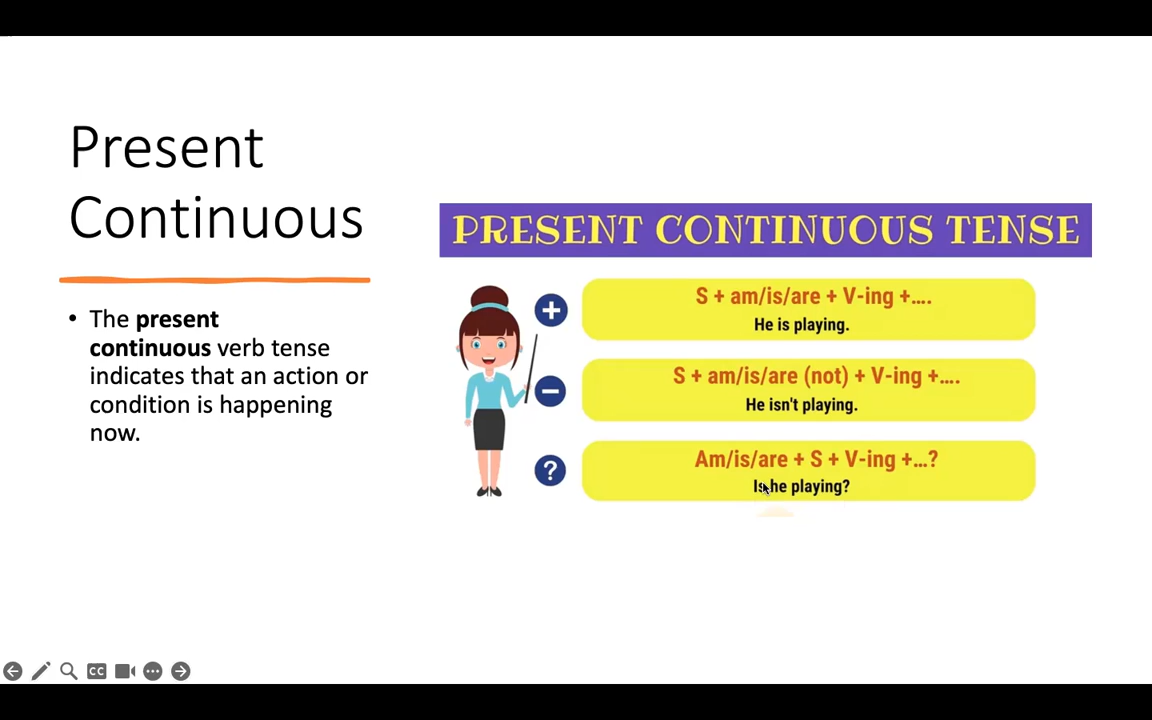 Present
Continuous
• The present
continuous verb tense
indicates that an action or
condition is happening
now.
PRESENT CONTINUOUS TENSE
+ S + am/is/are + V-ing +....
He is playing.
− S + am/is/are (not) + V-ing +....
He isn't playing.
? Am/is/are + S + V-ing +...?
Is he playing?
CC